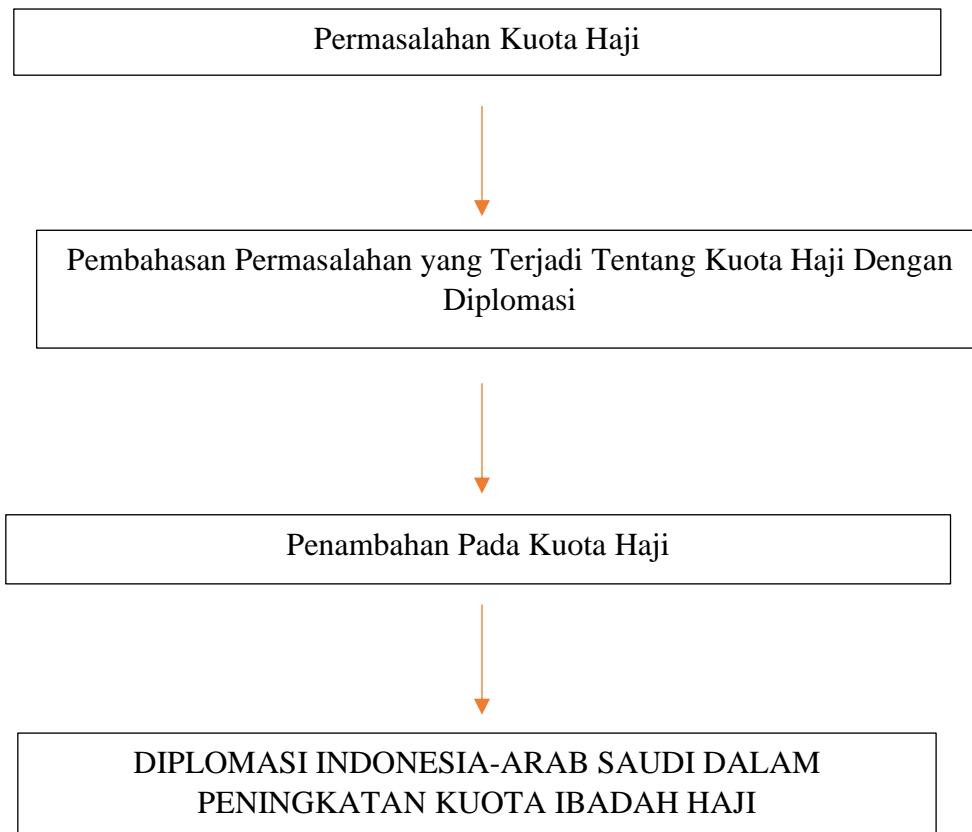 Permasalahan Kuota Haji
Pembahasan Permasalahan yang Terjadi Tentang Kuota Haji Dengan
Diplomasi
Penambahan Pada Kuota Haji
DIPLOMASI INDONESIA-ARAB SAUDI DALAM
PENINGKATAN KUOTA IBADAH HAJI